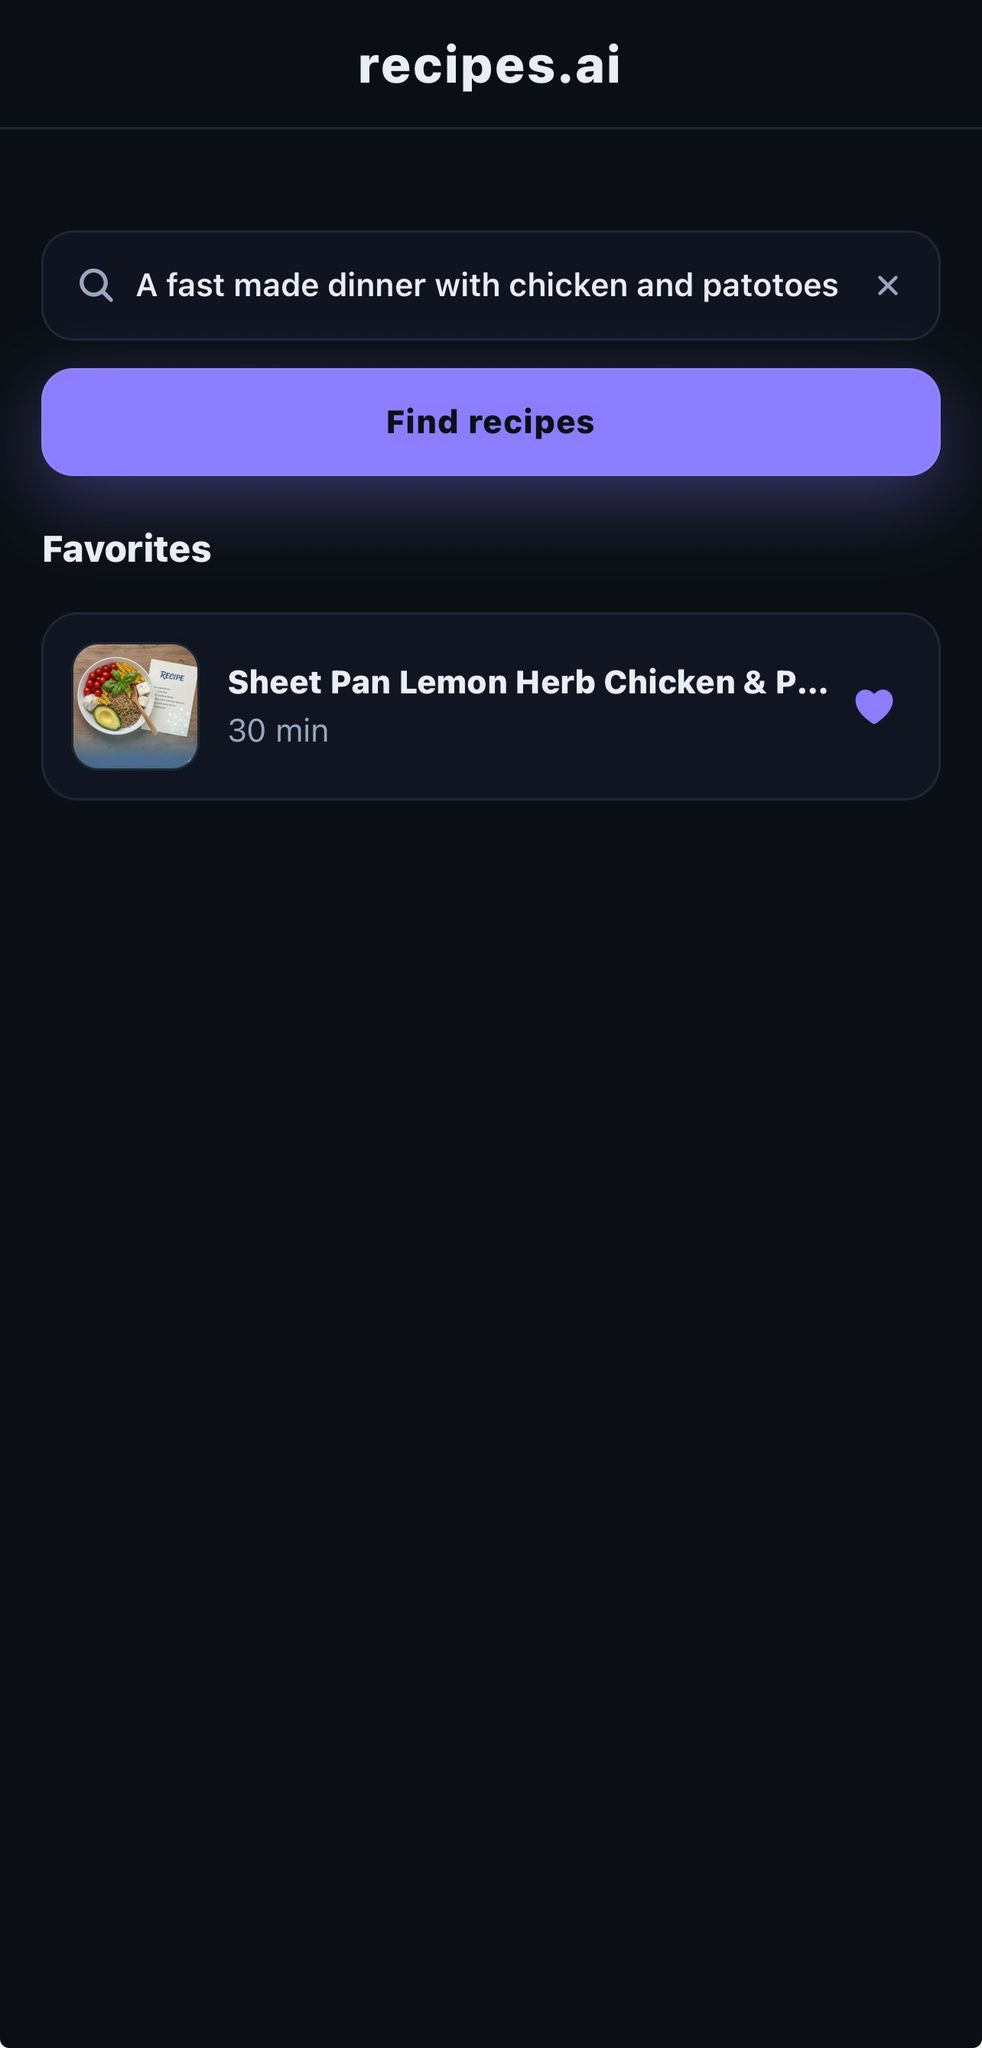 recipes.ai
A fast made dinner with chicken and patotoes
Find recipes
Favorites
RECIPE
Sheet Pan Lemon Herb Chicken & P...
30 min